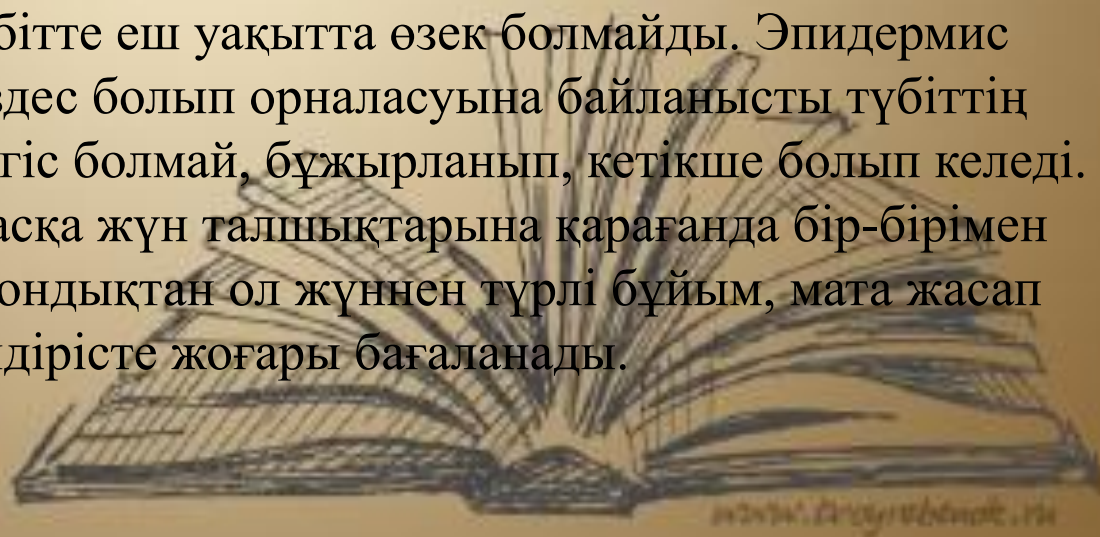 бітте еш уақытта өзек болмайды. Эпидермис
здес болып орналасуына байланысты түбіттің
гіс болмай, бұжырланып, кетікше болып келеді.
асқа жүн талшықтарына қарағанда бір-бірімен
ондықтан ол жүннен түрлі бұйым, мата жасап
дірісте жоғары бағаланады.